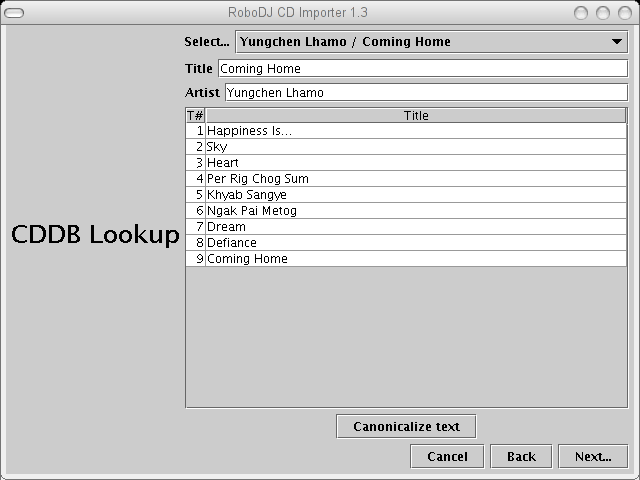 RoboDJ CD Importer 1.3
Select... Yungchen Lhamo / Coming Home
Title Coming Home
Artist Yungchen Lhamo
T# Title
1 Happiness Is...
2 Sky
3 Heart
4 Per Rig Chog Sum
5 Khyab Sangye
6 Ngak Pai Metog
7 Dream
8 Defiance
9 Coming Home
CDDB Lookup
Canonicalize text
Cancel Back Next...